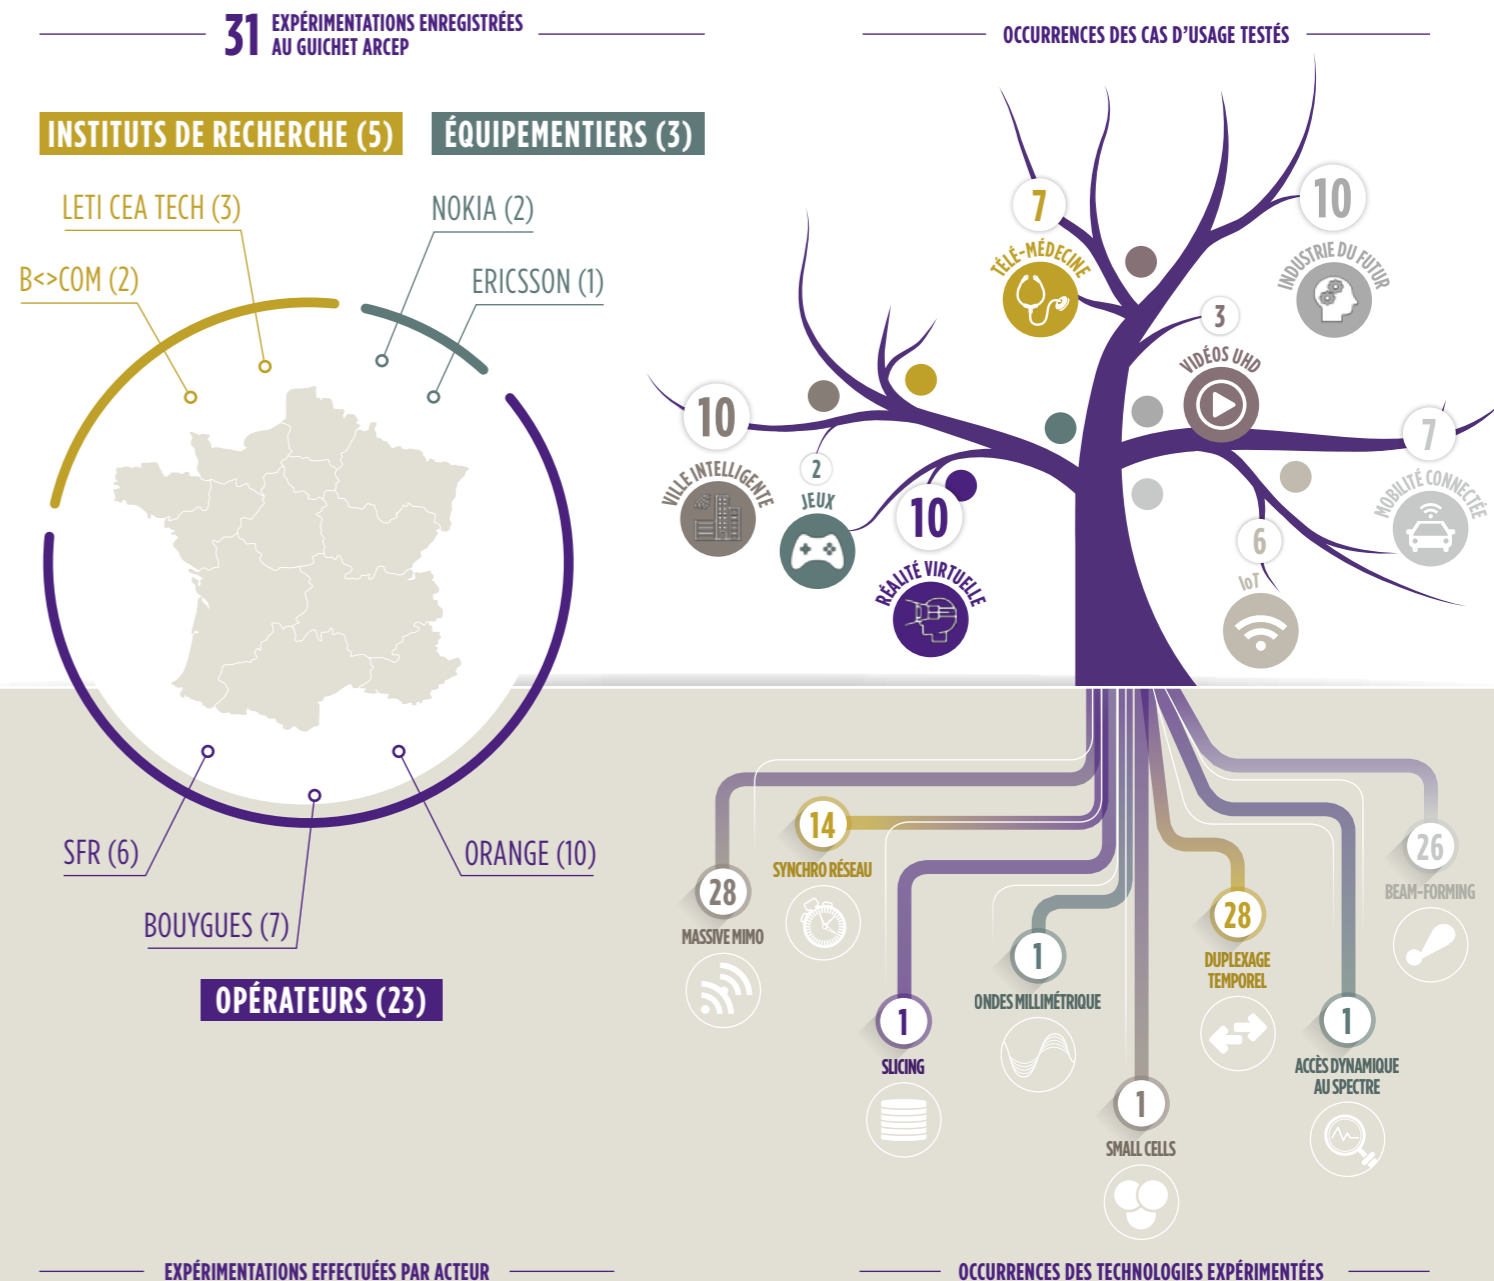 31 EXPÉRIMENTATIONS ENREGISTRÉES
AU GUICHET ARCEP
INSTITUTS DE RECHERCHE (5)
ÉQUIPEMENTIERS (3)
LETI CEA TECH (3)
B<>COM (2)
NOKIA (2)
ERICSSON (1)
SFR (6)
BOUYGUES (7)
ORANGE (10)
OPÉRATEURS (23)
EXPÉRIMENTATIONS EFFECTUÉES PAR ACTEUR
OCCURRENCES DES CAS D'USAGE TESTÉS
7
TÉLÉ-MÉDECINE
10
INDUSTRIE DU FUTUR
3
VIDÉOS UHD
10
VILLE INTELLIGENTE
2
JEUX
10
RÉALITÉ VIRTUELLE
7
MOBILITÉ CONNECTÉE
6
IoT
28
MASSIVE MIMO
14
SYNCHRO RÉSEAU
1
SLICING
1
ONDES MILLIMÉTRIQUE
1
SMALL CELLS
28
DUPLEXAGE
TEMPOREL
1
ACCÈS DYNAMIQUE
AU SPECTRE
26
BEAM-FORMING
OCCURRENCES DES TECHNOLOGIES EXPÉRIMENTÉES